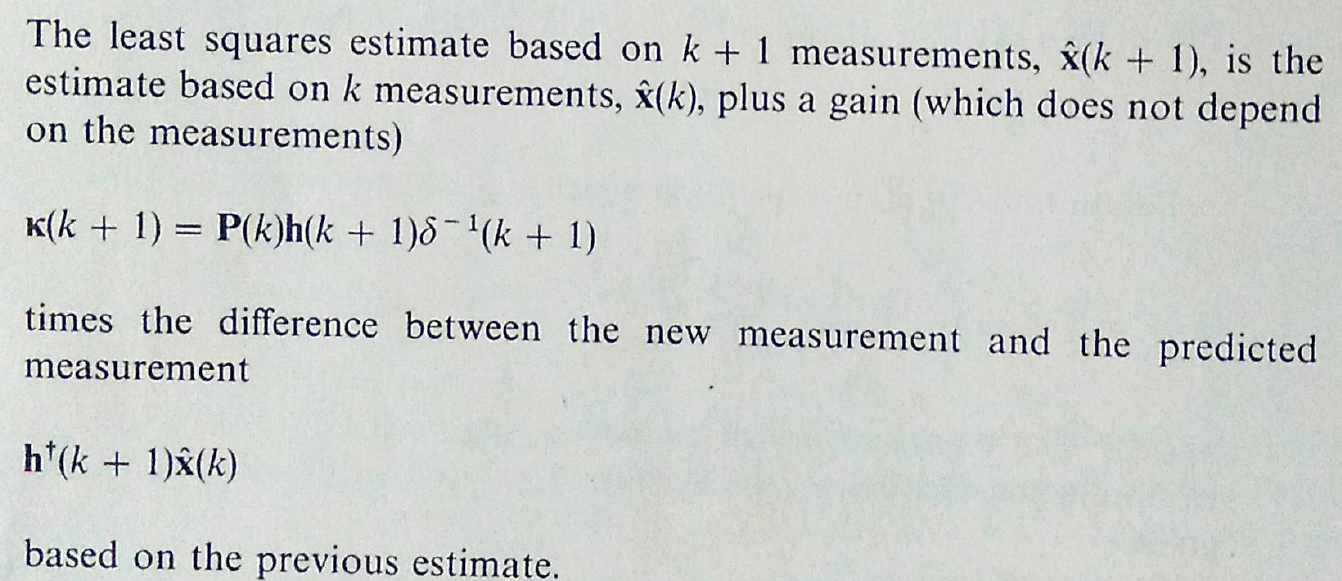 The least squares estimate based on k + 1 measurements, x̂(k + 1), is the
estimate based on k measurements, x̂(k), plus a gain (which does not depend
on the measurements)
κ(k + 1) = P(k)h(k + 1)δ⁻¹(k + 1)
times the difference between the new measurement and the predicted
measurement
h†(k + 1)x̂(k)
based on the previous estimate.